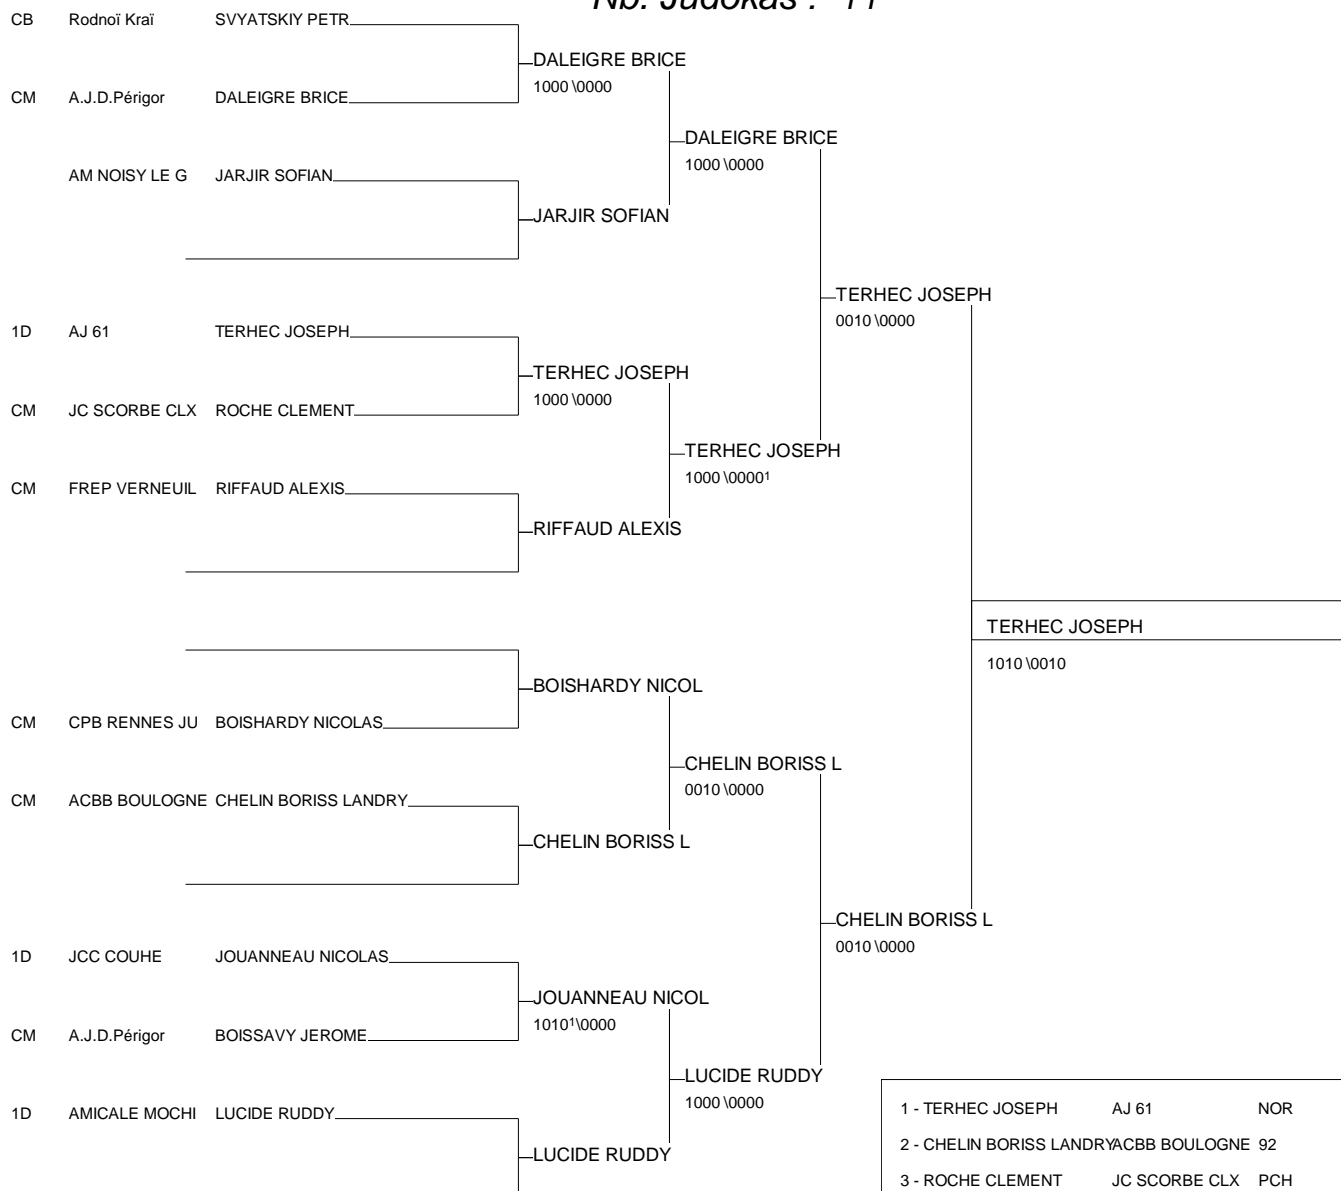 Nb. Judokas : 11
CB Rodnoï Kraï SVYATSKIY PETR
DALEIGRE BRICE
1000 \0000
CM A.J.D.Périgor DALEIGRE BRICE
DALEIGRE BRICE
1000 \0000
AM NOISY LE G JARJIR SOFIAN
JARJIR SOFIAN
TERHEC JOSEPH
0010 \0000
1D AJ 61 TERHEC JOSEPH
TERHEC JOSEPH
1000 \0000
CM JC SCORBE CLX ROCHE CLEMENT
TERHEC JOSEPH
1000 \0000¹
CM FREP VERNEUIL RIFFAUD ALEXIS
RIFFAUD ALEXIS
TERHEC JOSEPH
1010 \0010
BOISHARDY NICOL
CM CPB RENNES JU BOISHARDY NICOLAS
CHELIN BORISS L
0010 \0000
CM ACBB BOULOGNE CHELIN BORISS LANDRY
CHELIN BORISS L
CHELIN BORISS L
0010 \0000
1D JCC COUHE JOUANNEAU NICOLAS
JOUANNEAU NICOL
1010¹\0000
CM A.J.D.Périgor BOISSAVY JEROME
LUCIDE RUDDY
1000 \0000
1D AMICALE MOCHI LUCIDE RUDDY
LUCIDE RUDDY
1 - TERHEC JOSEPH AJ 61 NOR
2 - CHELIN BORISS LANDRY ACBB BOULOGNE 92
3 - ROCHE CLEMENT JC SCORBE CLX PCH